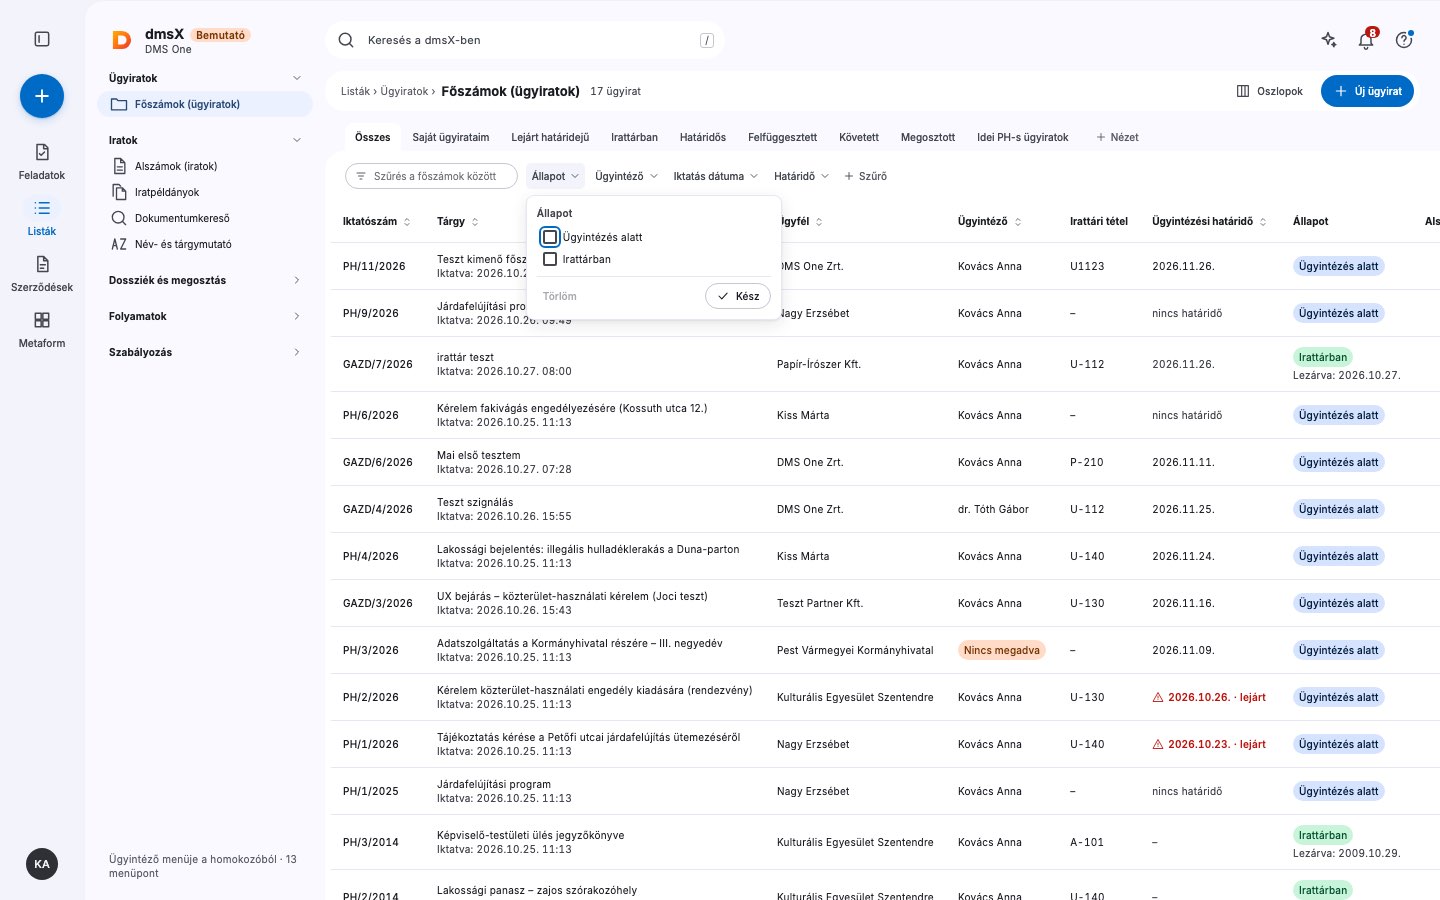 dmsX Bemutató
DMS One
Keresés a dmsX-ben /
8
Feladatok
Listák
Szerződések
Metaform
KA
Ügyiratok
Főszámok (ügyiratok)
Iratok
Alszámok (iratok)
Iratpéldányok
Dokumentumkereső
AZ Név- és tárgymutató
Dossziék és megosztás
Folyamatok
Szabályozás
Ügyintéző menüje a homokozóból · 13
menüpont
Listák › Ügyiratok › Főszámok (ügyiratok) 17 ügyirat
Oszlopok
Új ügyirat
Összes Saját ügyirataim Lejárt határidejű Irattárban Határidős Felfüggesztett Követett Megosztott Idei PH-s ügyiratok + Nézet
Szűrés a főszámok között Állapot Ügyintéző Iktatás dátuma Határidő + Szűrő
Állapot
Ügyintézés alatt
Irattárban
Törlöm Kész
Iktatószám Tárgy Ügyfél Ügyintéző Irattári tétel Ügyintézési határidő Állapot
PH/11/2026 Teszt kimenő DMS One Zrt. Kovács Anna U1123 2026.11.26. Ügyintézés alatt
Iktatva:
PH/9/2026 Járdafelújítási Nagy Erzsébet Kovács Anna – nincs határidő Ügyintézés alatt
Iktatva: 2026.10.26. 09:49
GAZD/7/2026 irattár teszt Papír-Írószer Kft. Kovács Anna U-112 2026.11.26. Irattárban
Iktatva: 2026.10.27. 08:00 Lezárva: 2026.10.27.
PH/6/2026 Kérelem fakivágás engedélyezésére (Kossuth utca 12.) Kiss Márta Kovács Anna – nincs határidő Ügyintézés alatt
Iktatva: 2026.10.25. 11:13
GAZD/6/2026 Mai első tesztem DMS One Zrt. Kovács Anna P-210 2026.11.11. Ügyintézés alatt
Iktatva: 2026.10.27. 07:28
GAZD/4/2026 Teszt szignálás DMS One Zrt. dr. Tóth Gábor U-112 2026.11.25. Ügyintézés alatt
Iktatva: 2026.10.26. 15:55
PH/4/2026 Lakossági bejelentés: illegális hulladéklerakás a Duna-parton Kiss Márta Kovács Anna U-140 2026.11.24. Ügyintézés alatt
Iktatva: 2026.10.25. 11:13
GAZD/3/2026 UX bejárás – közterület-használati kérelem (Joci teszt) Teszt Partner Kft. Kovács Anna U-130 2026.11.16. Ügyintézés alatt
Iktatva: 2026.10.26. 15:43
PH/3/2026 Adatszolgáltatás a Kormányhivatal részére – III. negyedév Pest Vármegyei Kormányhivatal Nincs megadva – 2026.11.09. Ügyintézés alatt
Iktatva: 2026.10.25. 11:13
PH/2/2026 Kérelem közterület-használati engedély kiadására (rendezvény) Kulturális Egyesület Szentendre Kovács Anna U-130 2026.10.26. · lejárt Ügyintézés alatt
Iktatva: 2026.10.25. 11:13
PH/1/2026 Tájékoztatás kérése a Petőfi utcai járdafelújítás ütemezéséről Nagy Erzsébet Kovács Anna U-140 2026.10.23. · lejárt Ügyintézés alatt
Iktatva: 2026.10.25. 11:13
PH/1/2025 Járdafelújítási program Nagy Erzsébet Kovács Anna – nincs határidő Ügyintézés alatt
Iktatva: 2026.10.25. 11:13
PH/3/2014 Képviselő-testületi ülés jegyzőkönyve Kulturális Egyesület Szentendre Kovács Anna A-101 – Irattárban
Iktatva: 2026.10.25. 11:13 Lezárva: 2009.10.29.
PH/2/2014 Lakossági panasz – zajos szórakozóhely Kulturális Egyesület Szentendre Kovács Anna U-140 – Irattárban